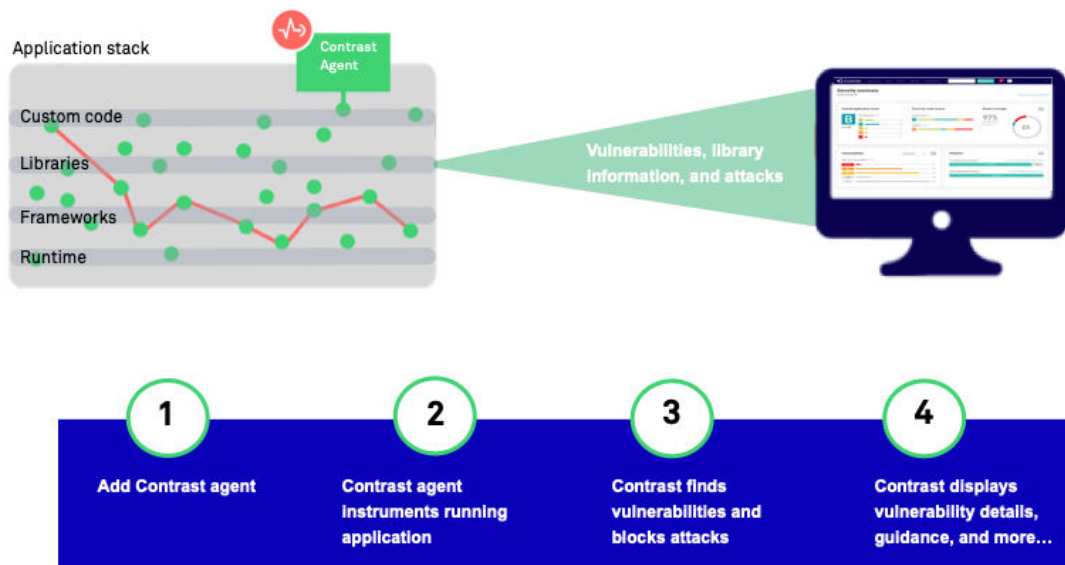 Application stack
Contrast
Agent
Custom code
Libraries
Frameworks
Runtime
Vulnerabilities, library
information, and attacks
Security summary
1
2
3
4
Add Contrast agent
Contrast agent
instruments running
application
Contrast finds
vulnerabilities and
blocks attacks
Contrast displays
vulnerability details,
guidance, and more...